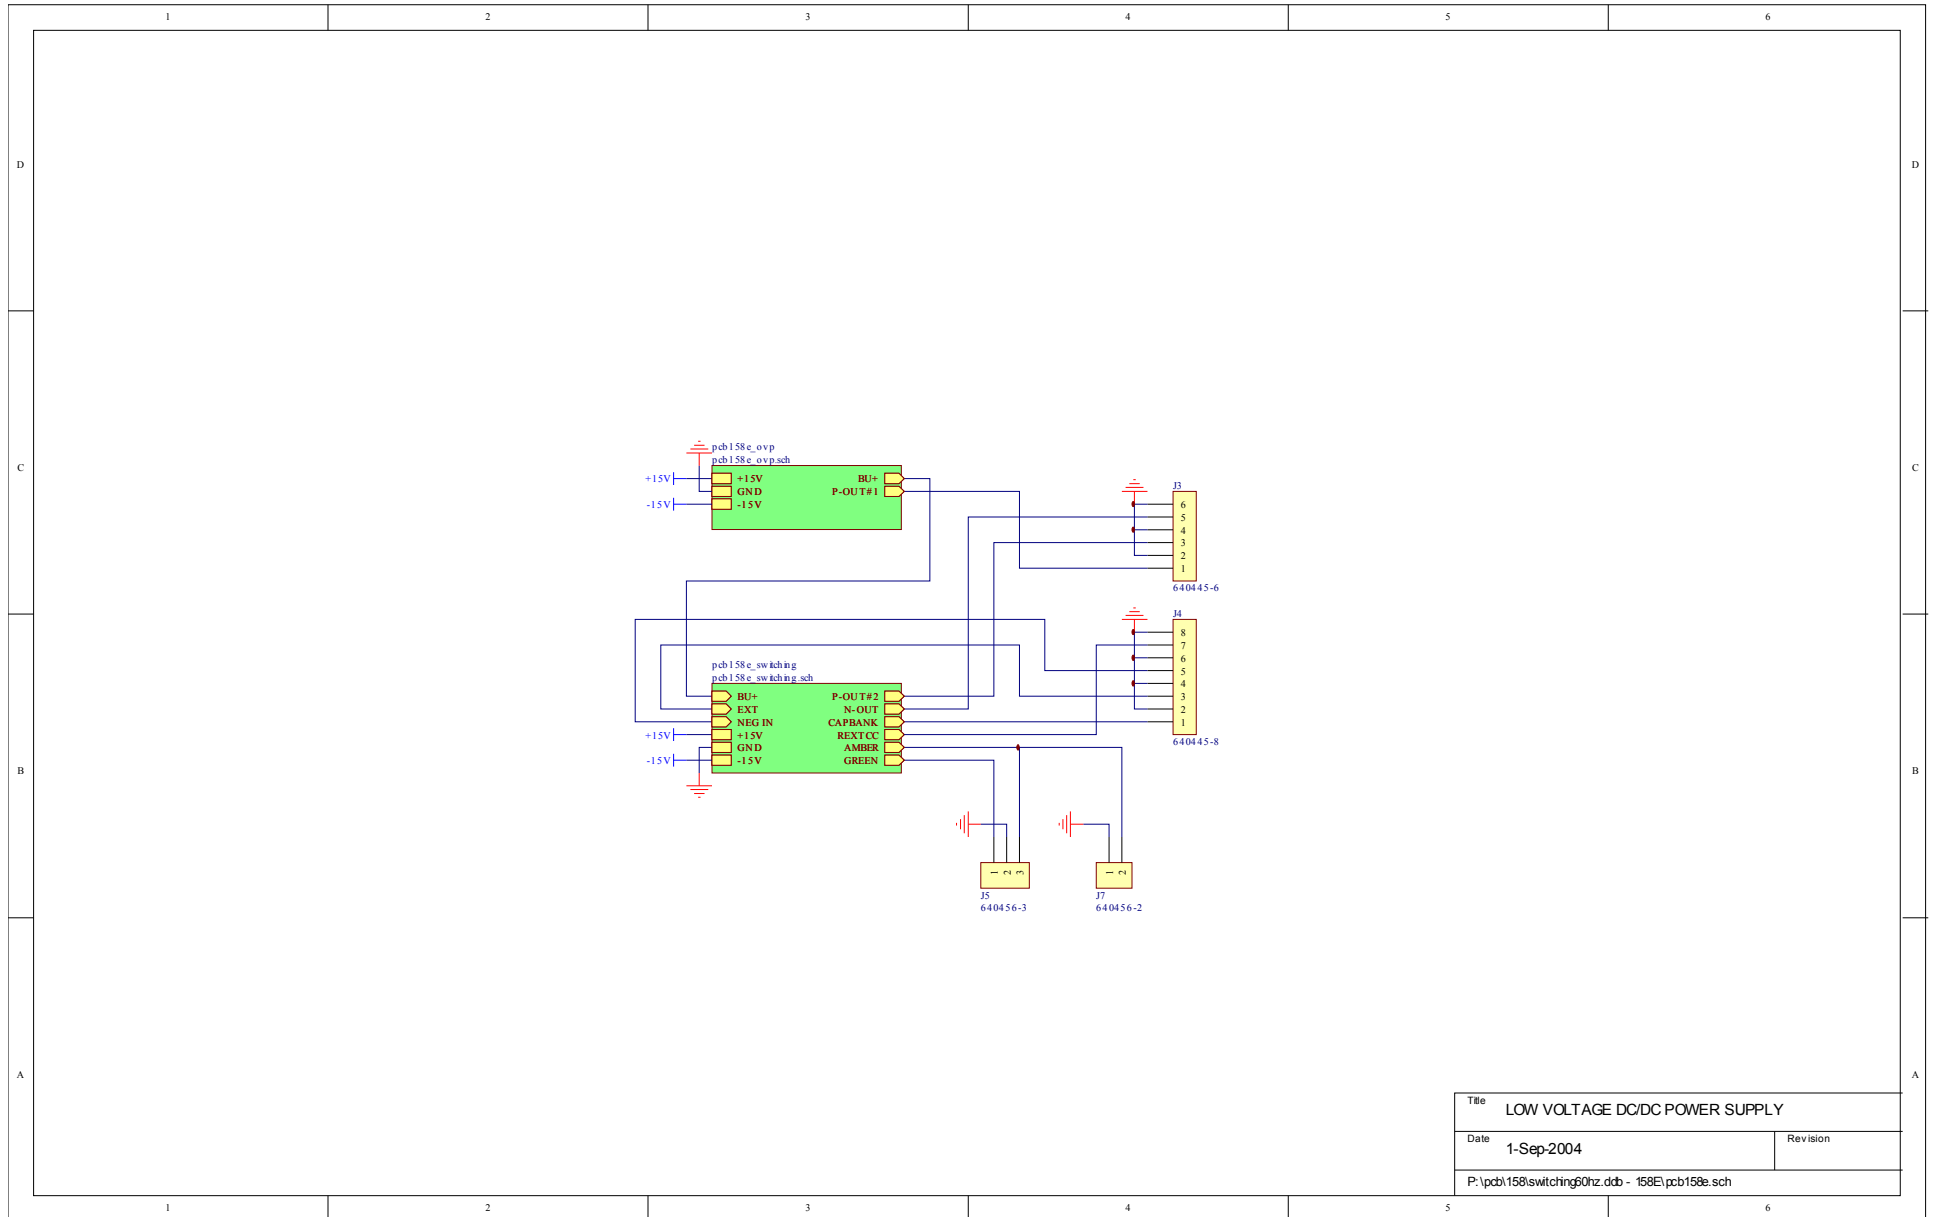 1 2 3 4 5 6
D D
C C
B B
A A
pcb158e_ovp
pcb158e_ovp.sch
+15V +15V BU+
GND P-OUT#1
-15V -15V
J3
6
5
4
3
2
1
640445-6
J4
8
7
6
5
4
3
2
1
640445-8
pcb158e_switching
pcb158e_switching.sch
BU+ P-OUT#2
EXT N-OUT
NEG IN CAPBANK
+15V +15V REXTCC
GND AMBER
-15V -15V GREEN
1 2 3
J5
640456-3
1 2
J7
640456-2
Title LOW VOLTAGE DC/DC POWER SUPPLY
Date 1-Sep-2004 Revision
P:\pcb\158\switching60hz.ddb - 158E\pcb158e.sch
1 2 3 4 5 6